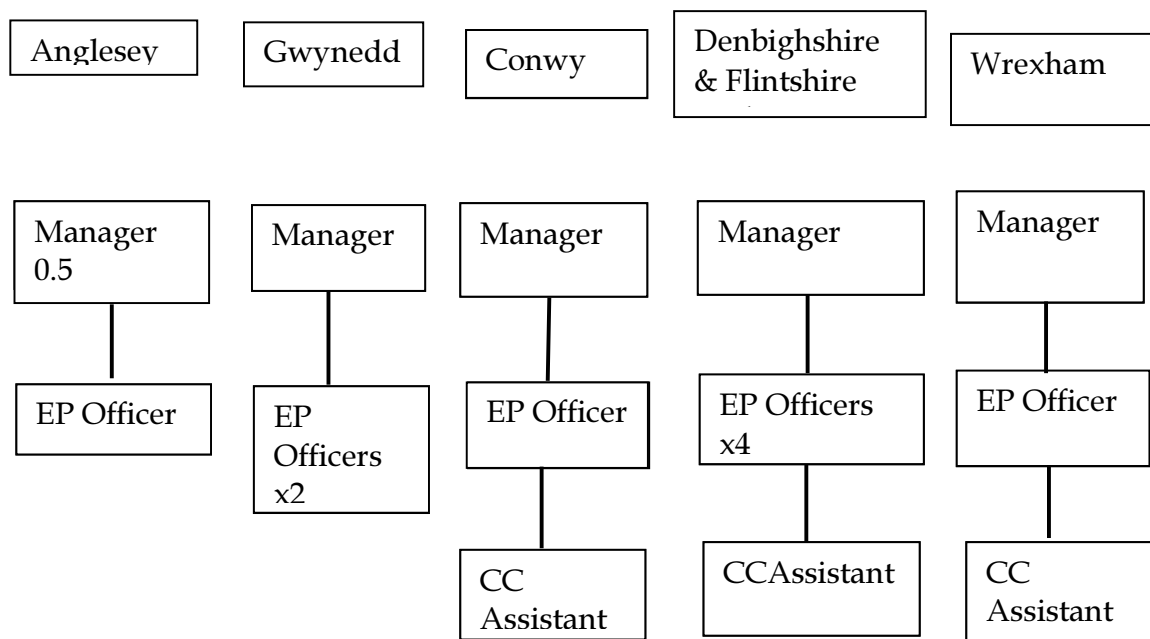 Anglesey
Gwynedd
Conwy
Denbighshire
& Flintshire
Wrexham
Manager
0.5
Manager
Manager
Manager
Manager
EP Officer
EP
Officers
x2
EP Officer
EP Officers
x4
EP Officer
CC
Assistant
CCAssistant
CC
Assistant